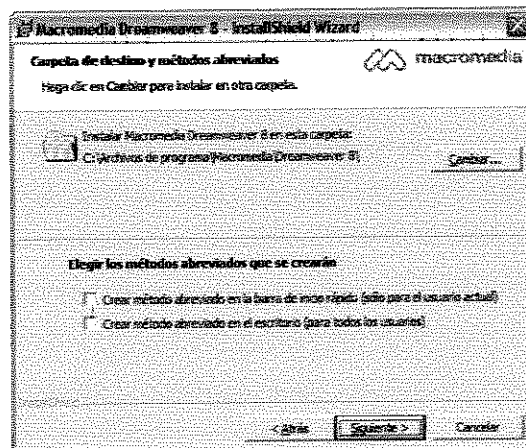 Macromedia Dreamweaver 8 - InstallShield Wizard
Carpeta de destino y métodos abreviados
macromedia
Haga clic en Cambiar para instalar en otra carpeta.
Instalar Macromedia Dreamweaver 8 en esta carpeta:
C:\Archivos de programa\Macromedia\Dreamweaver 8\
Cambiar...
Elegir los métodos abreviados que se crearán
Crear método abreviado en la barra de inicio rápido (sólo para el usuario actual)
Crear método abreviado en el escritorio (para todos los usuarios)
< Atrás
Siguiente >
Cancelar